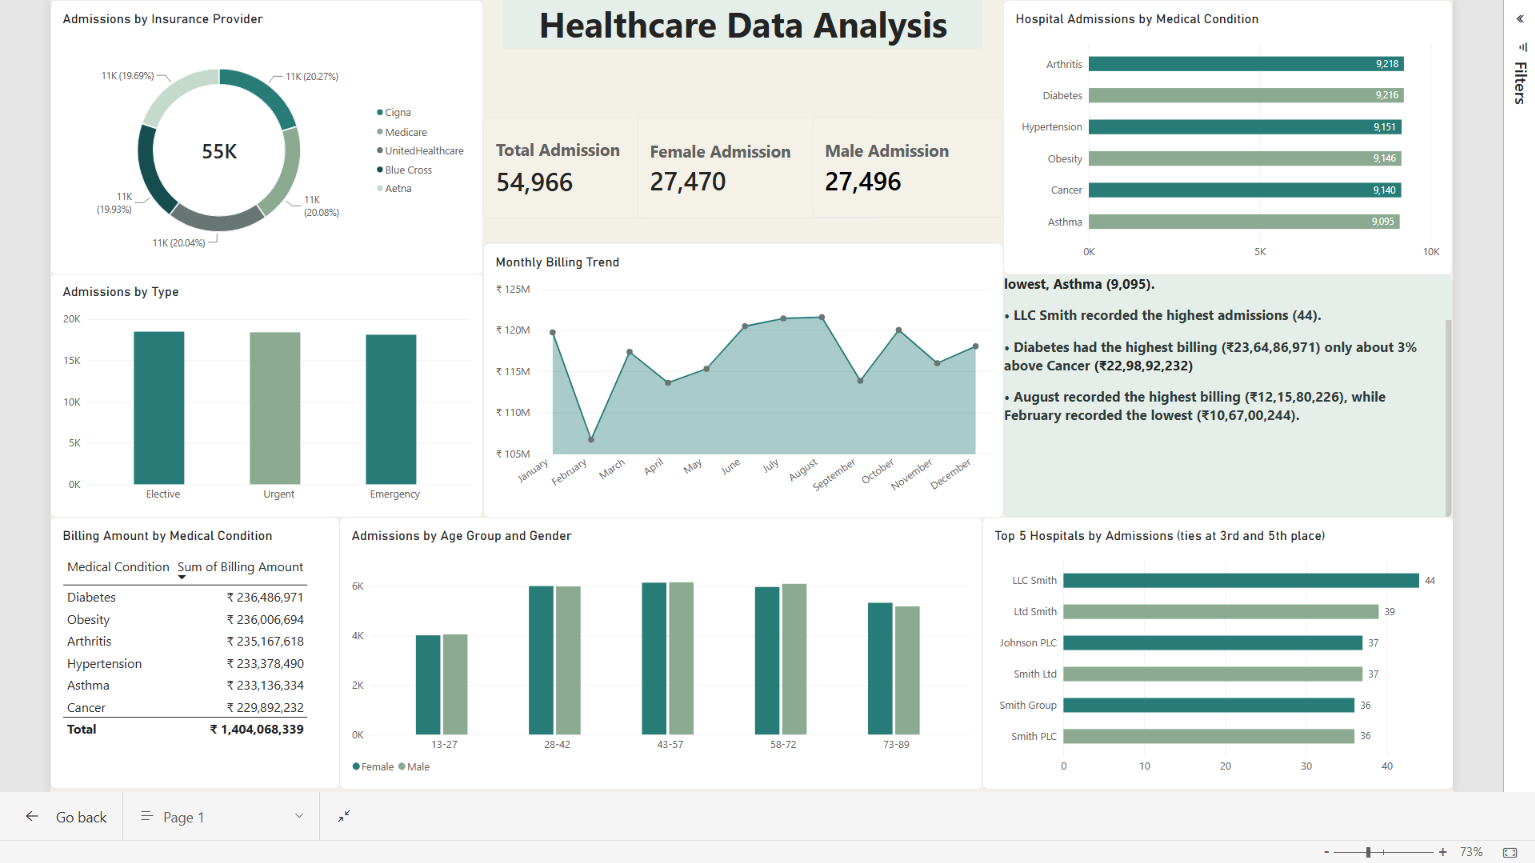 Healthcare Data Analysis
Admissions by Insurance Provider
11K (19.69%)
11K (20.27%)
55K
11K
(19.93%)
11K
(20.08%)
11K (20.04%)
Cigna
Medicare
UnitedHealthcare
Blue Cross
Aetna
Total Admission
54,966
Female Admission
27,470
Male Admission
27,496
Hospital Admissions by Medical Condition
Arthritis 9,218
Diabetes 9,216
Hypertension 9,151
Obesity 9,146
Cancer 9,140
Asthma 9,095
0K 5K 10K
«
Filters
Admissions by Type
20K
15K
10K
5K
0K
Elective Urgent Emergency
Monthly Billing Trend
₹ 125M
₹ 120M
₹ 115M
₹ 110M
₹ 105M
January February March April May June July August September October November December
lowest, Asthma (9,095).
• LLC Smith recorded the highest admissions (44).
• Diabetes had the highest billing (₹23,64,86,971) only about 3%
above Cancer (₹22,98,92,232)
• August recorded the highest billing (₹12,15,80,226), while
February recorded the lowest (₹10,67,00,244).
Billing Amount by Medical Condition
Medical Condition Sum of Billing Amount
Diabetes ₹ 236,486,971
Obesity ₹ 236,006,694
Arthritis ₹ 235,167,618
Hypertension ₹ 233,378,490
Asthma ₹ 233,136,334
Cancer ₹ 229,892,232
Total ₹ 1,404,068,339
Admissions by Age Group and Gender
6K
4K
2K
0K
13-27 28-42 43-57 58-72 73-89
Female Male
Top 5 Hospitals by Admissions (ties at 3rd and 5th place)
LLC Smith 44
Ltd Smith 39
Johnson PLC 37
Smith Ltd 37
Smith Group 36
Smith PLC 36
0 10 20 30 40
Go back
Page 1
- + 73%